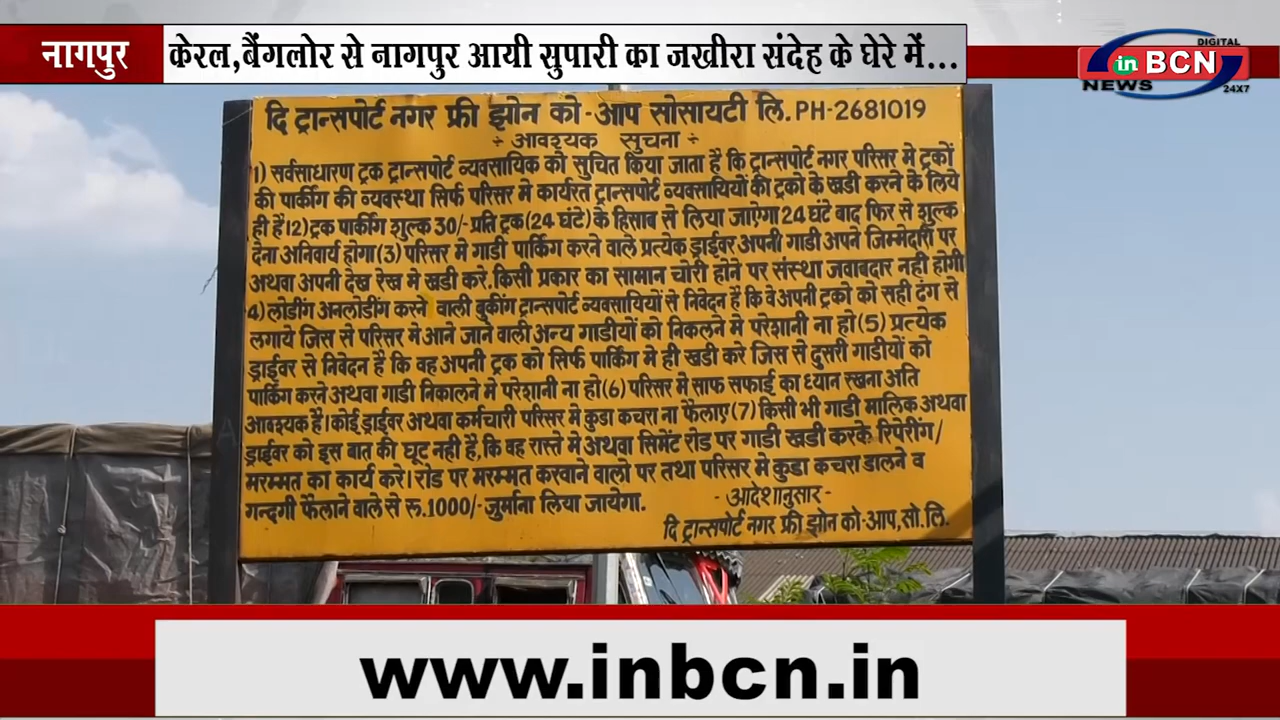 नागपुर
केरल,बैंगलोर से नागपुर आयी सुपारी का जखीरा संदेह के घेरे में...
DIGITAL
in BCN
NEWS
24X7
दि ट्रान्सपोर्ट नगर फ्री झोन को-आप सोसायटी लि. PH-2681019
÷ आवश्यक सुचना ÷
1) सर्वसाधारण ट्रक ट्रान्सपोर्ट व्यवसायिक को सुचित किया जाता है कि ट्रान्सपोर्ट नगर परिसर मे ट्रकों
की पार्कींग की व्यवस्था सिर्फ परिसर मे कार्यरत ट्रान्सपोर्ट व्यवसायियों की ट्रको के खडी करने के लिये
ही हैं।2) ट्रक पार्किंग शुल्क 30/- प्रति ट्रक (24 घंटे) के हिसाब से लिया जाऐगा 24 घंटे बाद फिर से शुल्क
देना अनिवार्य होगा (3) परिसर मे गाडी पार्किंग करने वाले प्रत्येक ड्राईवर अपनी गाडी अपने जिम्मेदारी पर
अथवा अपनी देख रेख मे खडी करे. किसी प्रकार का सामान चोरी होने पर संस्था जवाबदार नही होगी
4) लोडींग अनलोडींग करने वाली बुकींग ट्रान्सपोर्ट व्यवसायियों से निवेदन है कि वे अपनी ट्रको को सही ढंग से
लगाये जिस से परिसर मे आने जाने वाली अन्य गाडीयों को निकलने मे परेशानी ना हो (5) प्रत्येक
ड्राईवर से निवेदन है कि वह अपनी ट्रक को सिर्फ पार्किंग मे ही खडी करे जिस से दुसरी गाडीयों को
पार्किंग करने अथवा गाडी निकालने मे परेशानी ना हो (6) परिसर मे साफ सफाई का ध्यान रखना अति
आवश्यक है। कोई ड्राईवर अथवा कर्मचारी परिसर मे कुडा कचरा ना फैलाए (7) किसी भी गाडी मालिक अथवा
ड्राईवर को इस बात की छूट नही है, कि वह रास्ते मे अथवा सिमेंट रोड पर गाडी खडी करके रिपेरींग/
मरम्मत का कार्य करे। रोड पर मरम्मत करवाने वालो पर तथा परिसर मे कुडा कचरा डालने व
गन्दगी फैलाने वाले से रू. 1000/- जुर्माना लिया जायेगा.
- आदेशानुसार -
दि ट्रान्सपोर्ट नगर फ्री झोन को-आप, सो. लि.
www.inbcn.in